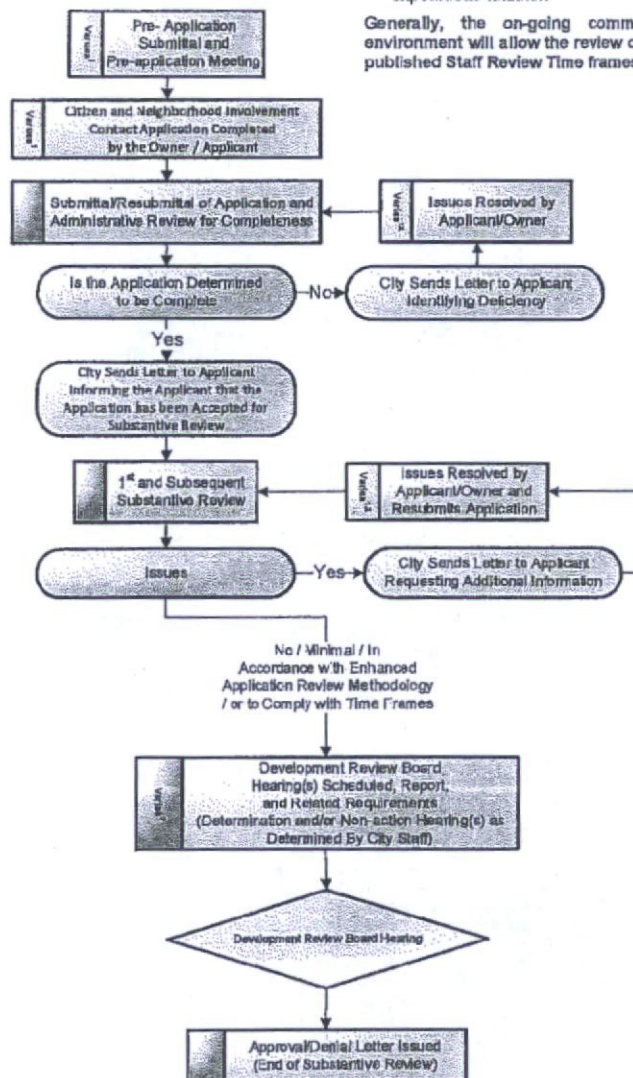 Generally, the on-going comm
environment will allow the review o
published Staff Review Time frames
Pre- Application
Submittal and
Pre-application Meeting
Varies
Citizen and Neighborhood Involvement
Contact Application Completed
by the Owner / Applicant
Varies
Submittal/Resubmittal of Application and
Administrative Review for Completeness
Issues Resolved by
Applicant/Owner
Varies
Is the Application Determined
to be Complete
No
City Sends Letter to Applicant
Identifying Deficiency
Yes
City Sends Letter to Applicant
Informing the Applicant that the
Application has been Accepted for
Substantive Review
1st and Subsequent
Substantive Review
Issues Resolved by
Applicant/Owner and
Resubmits Application
Varies
Issues
Yes
City Sends Letter to Applicant
Requesting Additional Information
No / Minimal / In
Accordance with Enhanced
Application Review Methodology
/ or to Comply with Time Frames
Development Review Board,
Hearing(s) Scheduled, Report,
and Related Requirements
(Determination and/or Non-action Hearing(s) as
Determined By City Staff)
Varies
Development Review Board Hearing
Approval/Denial Letter Issued
(End of Substantive Review)